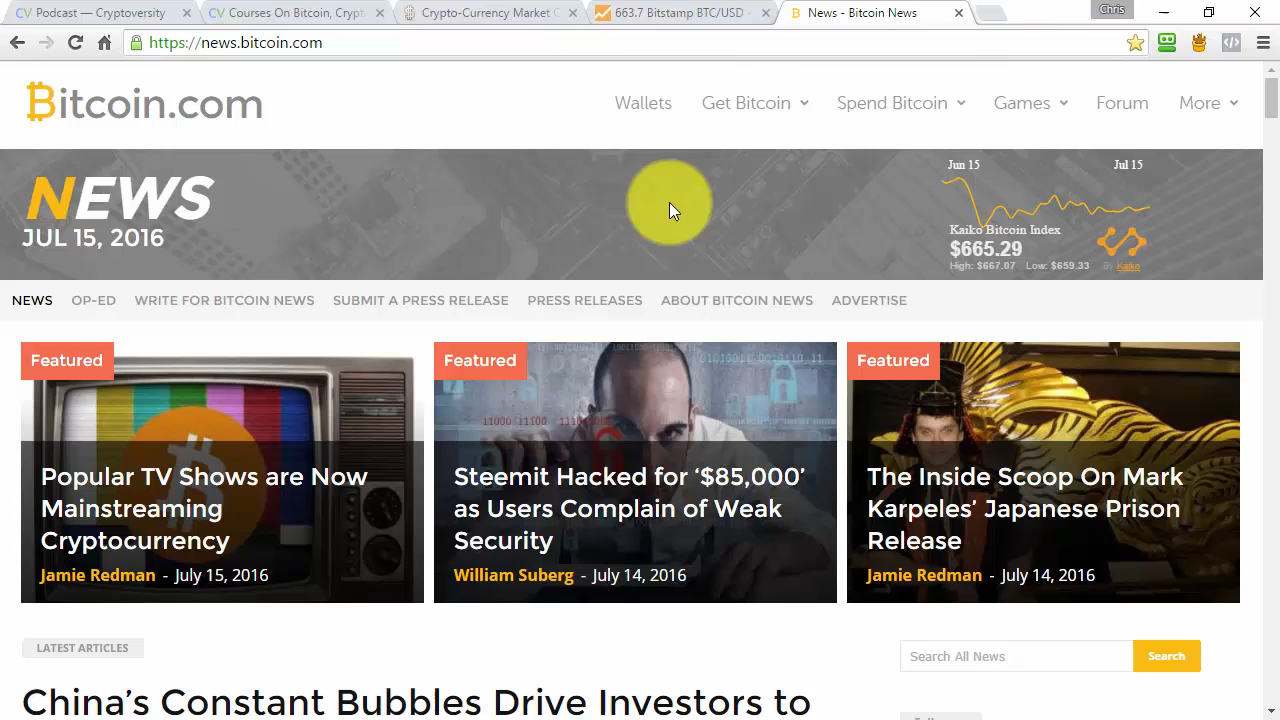 CV Podcast — Cryptoversity
CV Courses On Bitcoin, Crypt
Crypto-Currency Market C
663.7 Bitstamp BTC/USD -
News - Bitcoin News
Chris
https://news.bitcoin.com
Bitcoin.com
Wallets
Get Bitcoin
Spend Bitcoin
Games
Forum
More
NEWS
JUL 15, 2016
Jun 15
Jul 15
Kaiko Bitcoin Index
$665.29
High: $667.07 Low: $659.33
By Kaiko
NEWS
OP-ED
WRITE FOR BITCOIN NEWS
SUBMIT A PRESS RELEASE
PRESS RELEASES
ABOUT BITCOIN NEWS
ADVERTISE
Featured
Popular TV Shows are Now
Mainstreaming
Cryptocurrency
Jamie Redman - July 15, 2016
Featured
Steemit Hacked for ‘$85,000’
as Users Complain of Weak
Security
William Suberg - July 14, 2016
Featured
The Inside Scoop On Mark
Karpeles’ Japanese Prison
Release
Jamie Redman - July 14, 2016
LATEST ARTICLES
Search All News
Search
China’s Constant Bubbles Drive Investors to